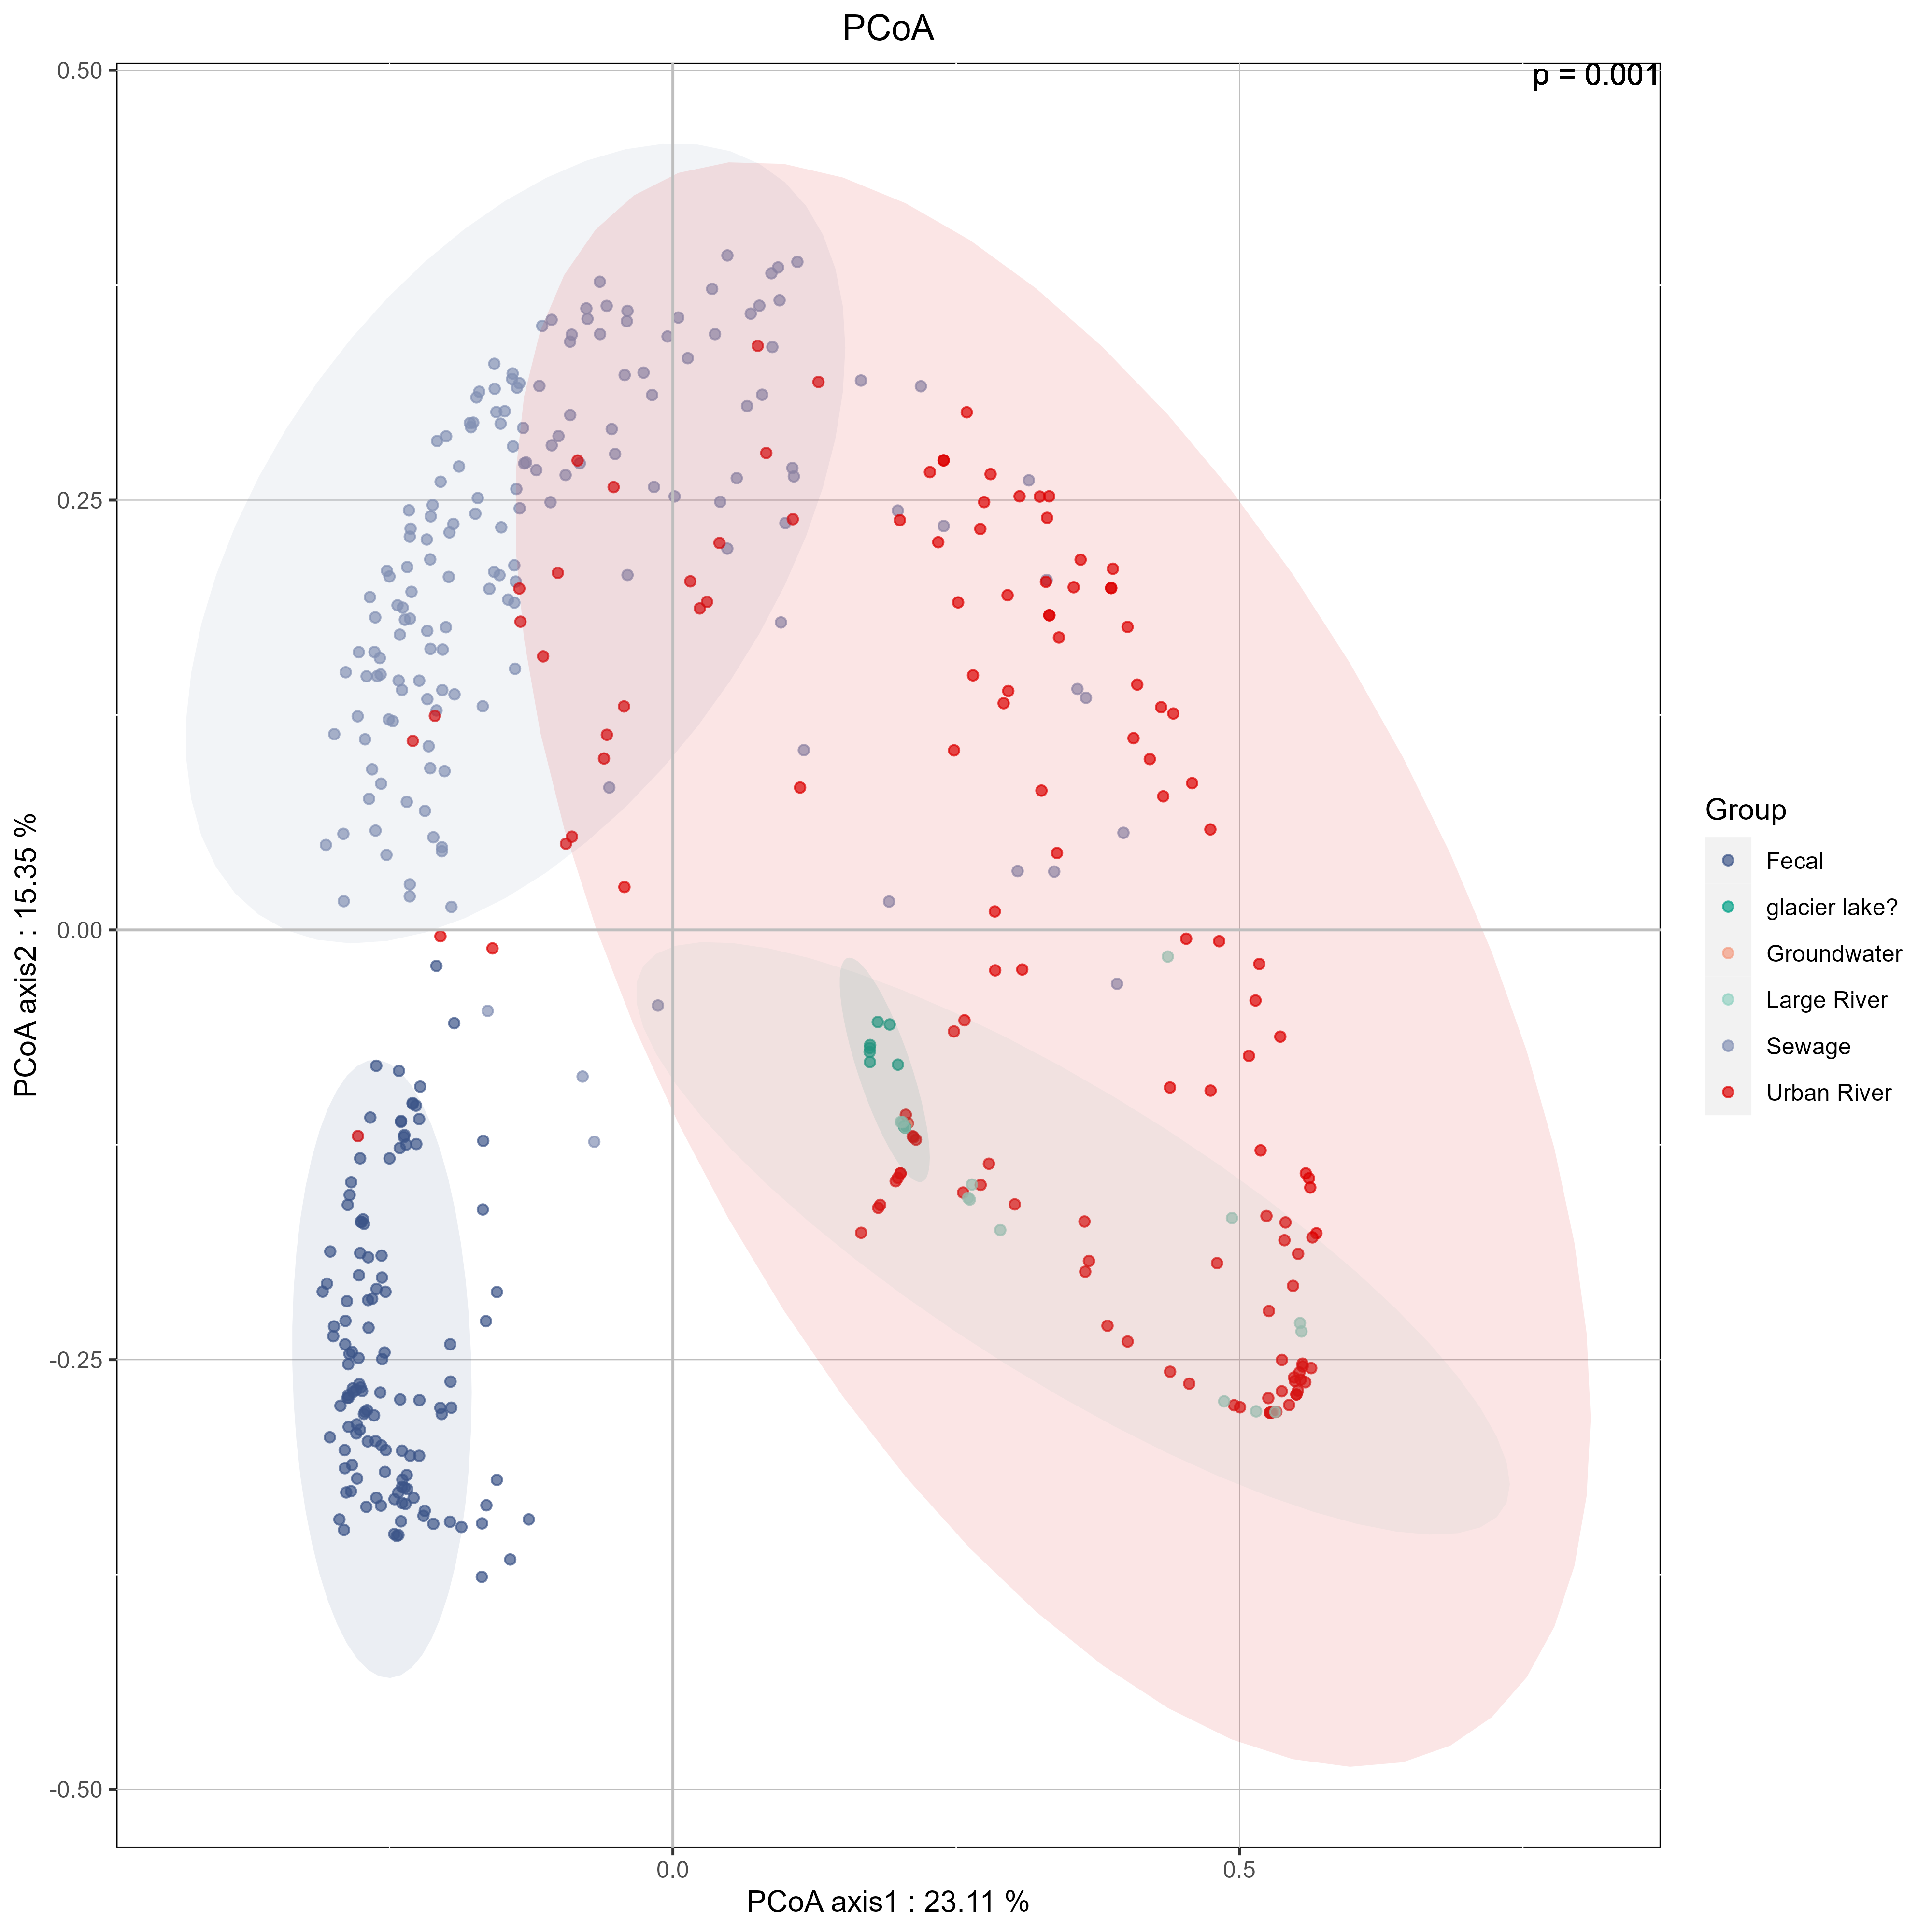 PCoA
p = 0.001
0.50
0.25
0.00
-0.25
-0.50
PCoA axis2 : 15.35 %
0.0
0.5
PCoA axis1 : 23.11 %
Group
Fecal
glacier lake?
Groundwater
Large River
Sewage
Urban River